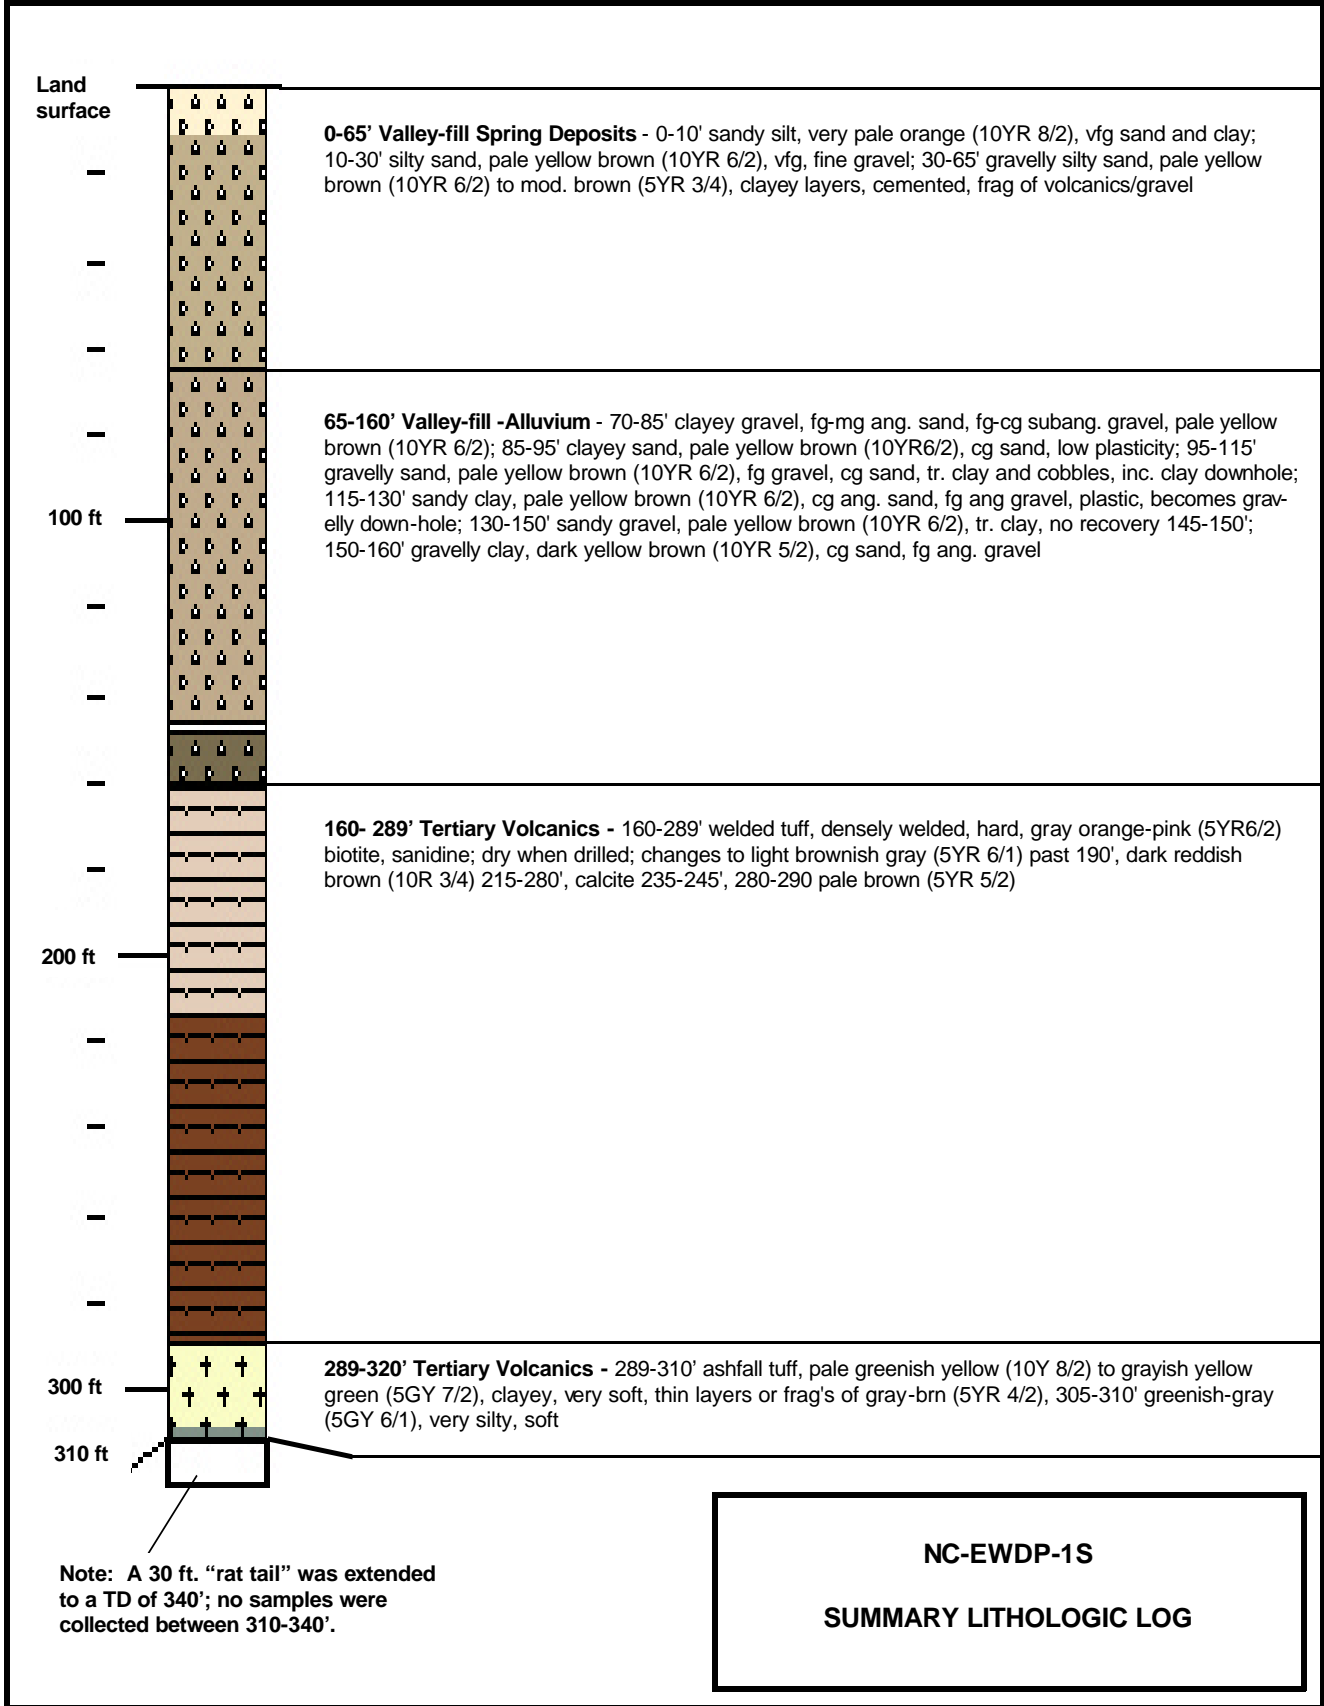 Land
surface
0-65' Valley-fill Spring Deposits - 0-10' sandy silt, very pale orange (10YR 8/2), vfg sand and clay;
10-30' silty sand, pale yellow brown (10YR 6/2), vfg, fine gravel; 30-65' gravelly silty sand, pale yellow
brown (10YR 6/2) to mod. brown (5YR 3/4), clayey layers, cemented, frag of volcanics/gravel
65-160’ Valley-fill -Alluvium - 70-85' clayey gravel, fg-mg ang. sand, fg-cg subang. gravel, pale yellow
brown (10YR 6/2); 85-95' clayey sand, pale yellow brown (10YR6/2), cg sand, low plasticity; 95-115'
gravelly sand, pale yellow brown (10YR 6/2), fg gravel, cg sand, tr. clay and cobbles, inc. clay downhole;
115-130' sandy clay, pale yellow brown (10YR 6/2), cg ang. sand, fg ang gravel, plastic, becomes grav-
elly down-hole; 130-150' sandy gravel, pale yellow brown (10YR 6/2), tr. clay, no recovery 145-150';
150-160' gravelly clay, dark yellow brown (10YR 5/2), cg sand, fg ang. gravel
100 ft
160- 289’ Tertiary Volcanics - 160-289' welded tuff, densely welded, hard, gray orange-pink (5YR6/2)
biotite, sanidine; dry when drilled; changes to light brownish gray (5YR 6/1) past 190', dark reddish
brown (10R 3/4) 215-280', calcite 235-245', 280-290 pale brown (5YR 5/2)
200 ft
289-320’ Tertiary Volcanics - 289-310’ ashfall tuff, pale greenish yellow (10Y 8/2) to grayish yellow
green (5GY 7/2), clayey, very soft, thin layers or frag's of gray-brn (5YR 4/2), 305-310' greenish-gray
(5GY 6/1), very silty, soft
300 ft
310 ft
Note: A 30 ft. “rat tail” was extended
to a TD of 340’; no samples were
collected between 310-340’.
NC-EWDP-1S
SUMMARY LITHOLOGIC LOG